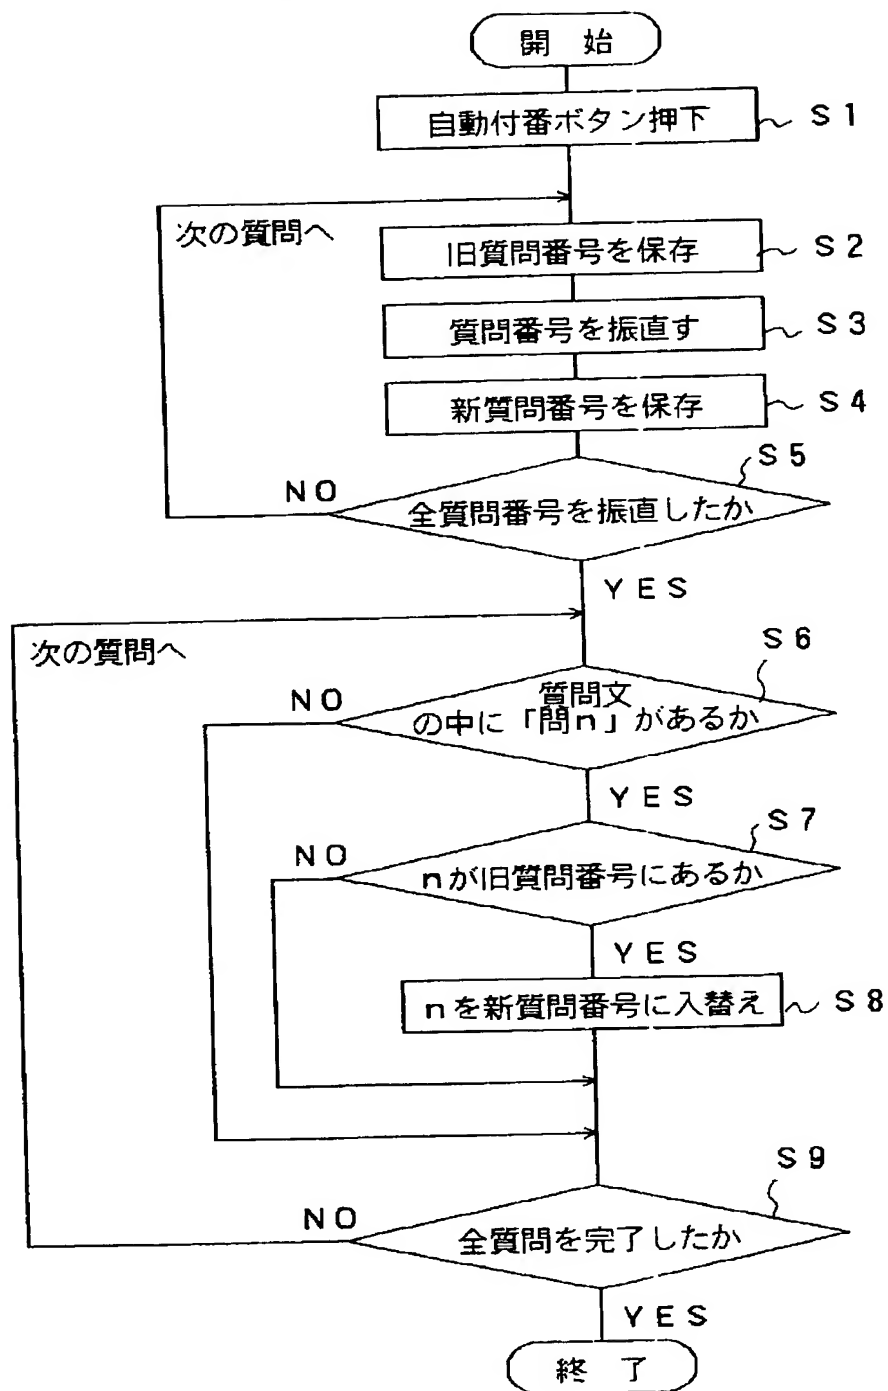 開 始
自動付番ボタン押下 S1
次の質問へ
旧質問番号を保存 S2
質問番号を振直す S3
新質問番号を保存 S4
S5
NO
全質問番号を振直したか
YES
次の質問へ
S6
NO
質問文
の中に「問n」があるか
YES
S7
NO
nが旧質問番号にあるか
YES
nを新質問番号に入替え S8
S9
NO
全質問を完了したか
YES
終 了